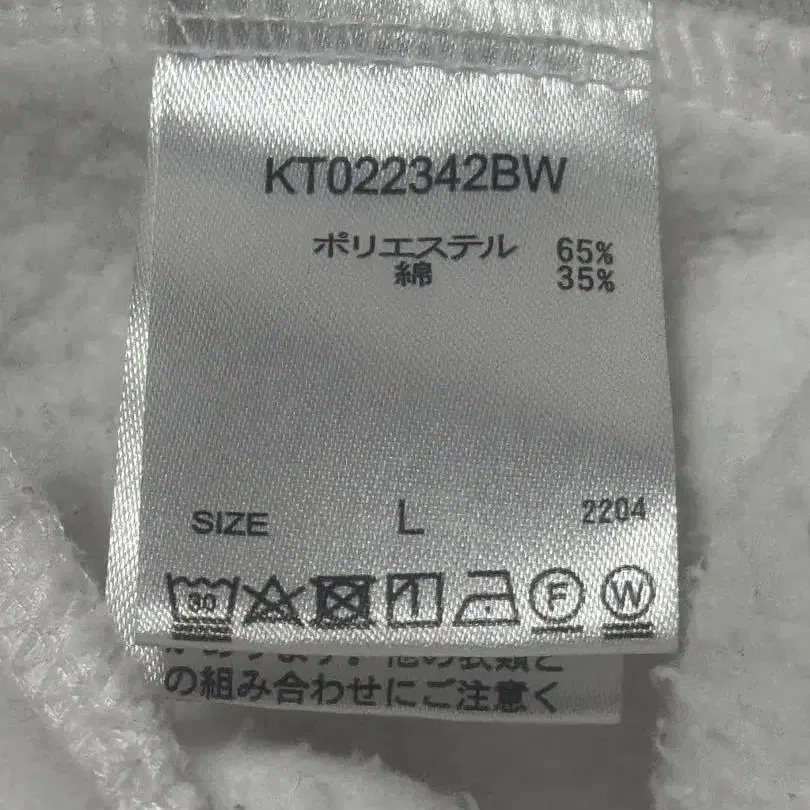 KT022342BW
ポリエステル 65%
綿 35%
SIZE L 2204
30 F W
の組み合わせにご注意く